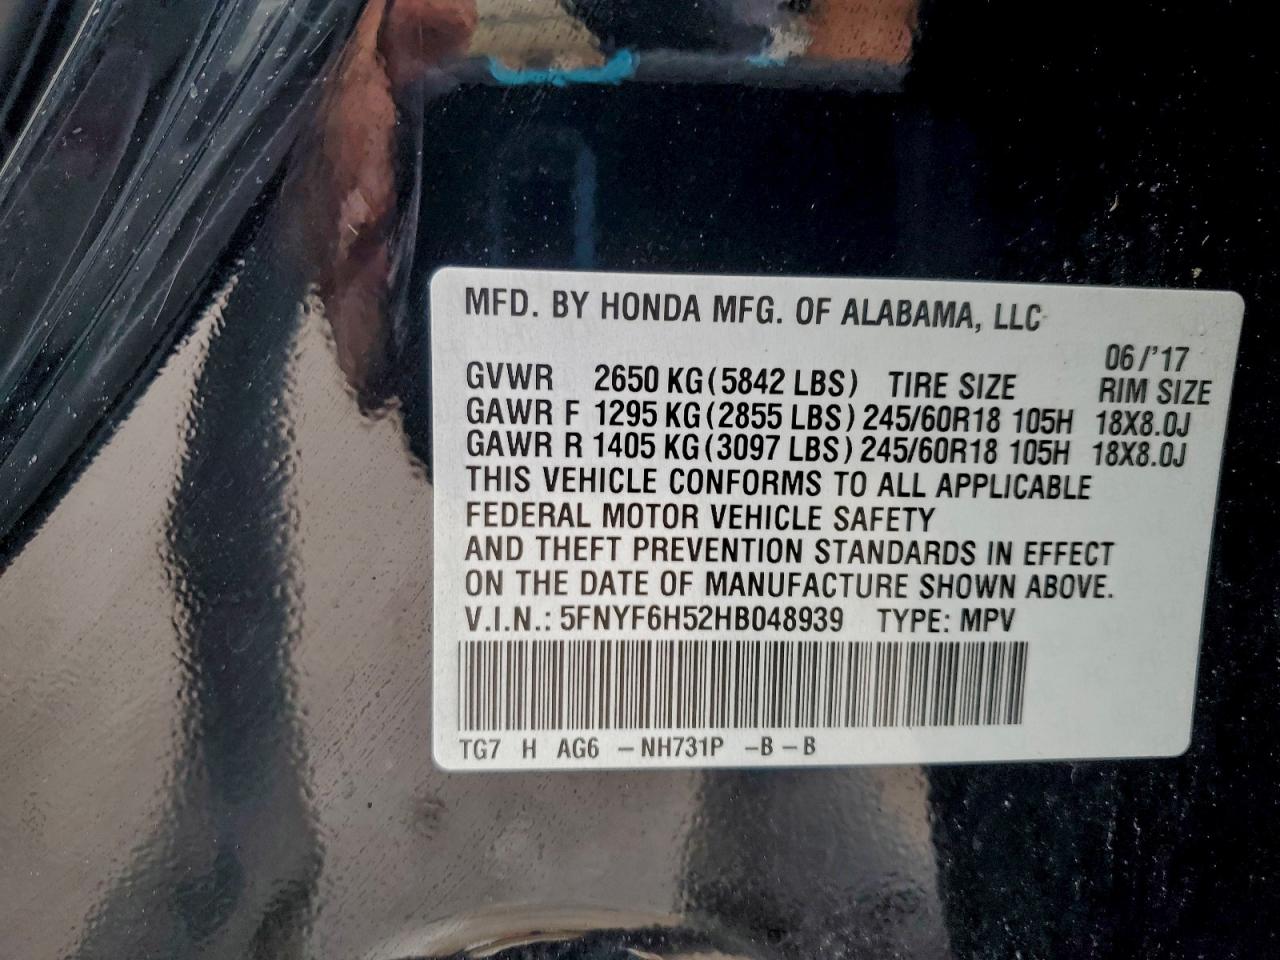 MFD. BY HONDA MFG. OF ALABAMA, LLC
06/'17
GVWR 2650 KG (5842 LBS) TIRE SIZE RIM SIZE
GAWR F 1295 KG (2855 LBS) 245/60R18 105H 18X8.0J
GAWR R 1405 KG (3097 LBS) 245/60R18 105H 18X8.0J
THIS VEHICLE CONFORMS TO ALL APPLICABLE
FEDERAL MOTOR VEHICLE SAFETY
AND THEFT PREVENTION STANDARDS IN EFFECT
ON THE DATE OF MANUFACTURE SHOWN ABOVE.
V.I.N.: 5FNYF6H52HB048939 TYPE: MPV
TG7 H AG6 -NH731P -B-B